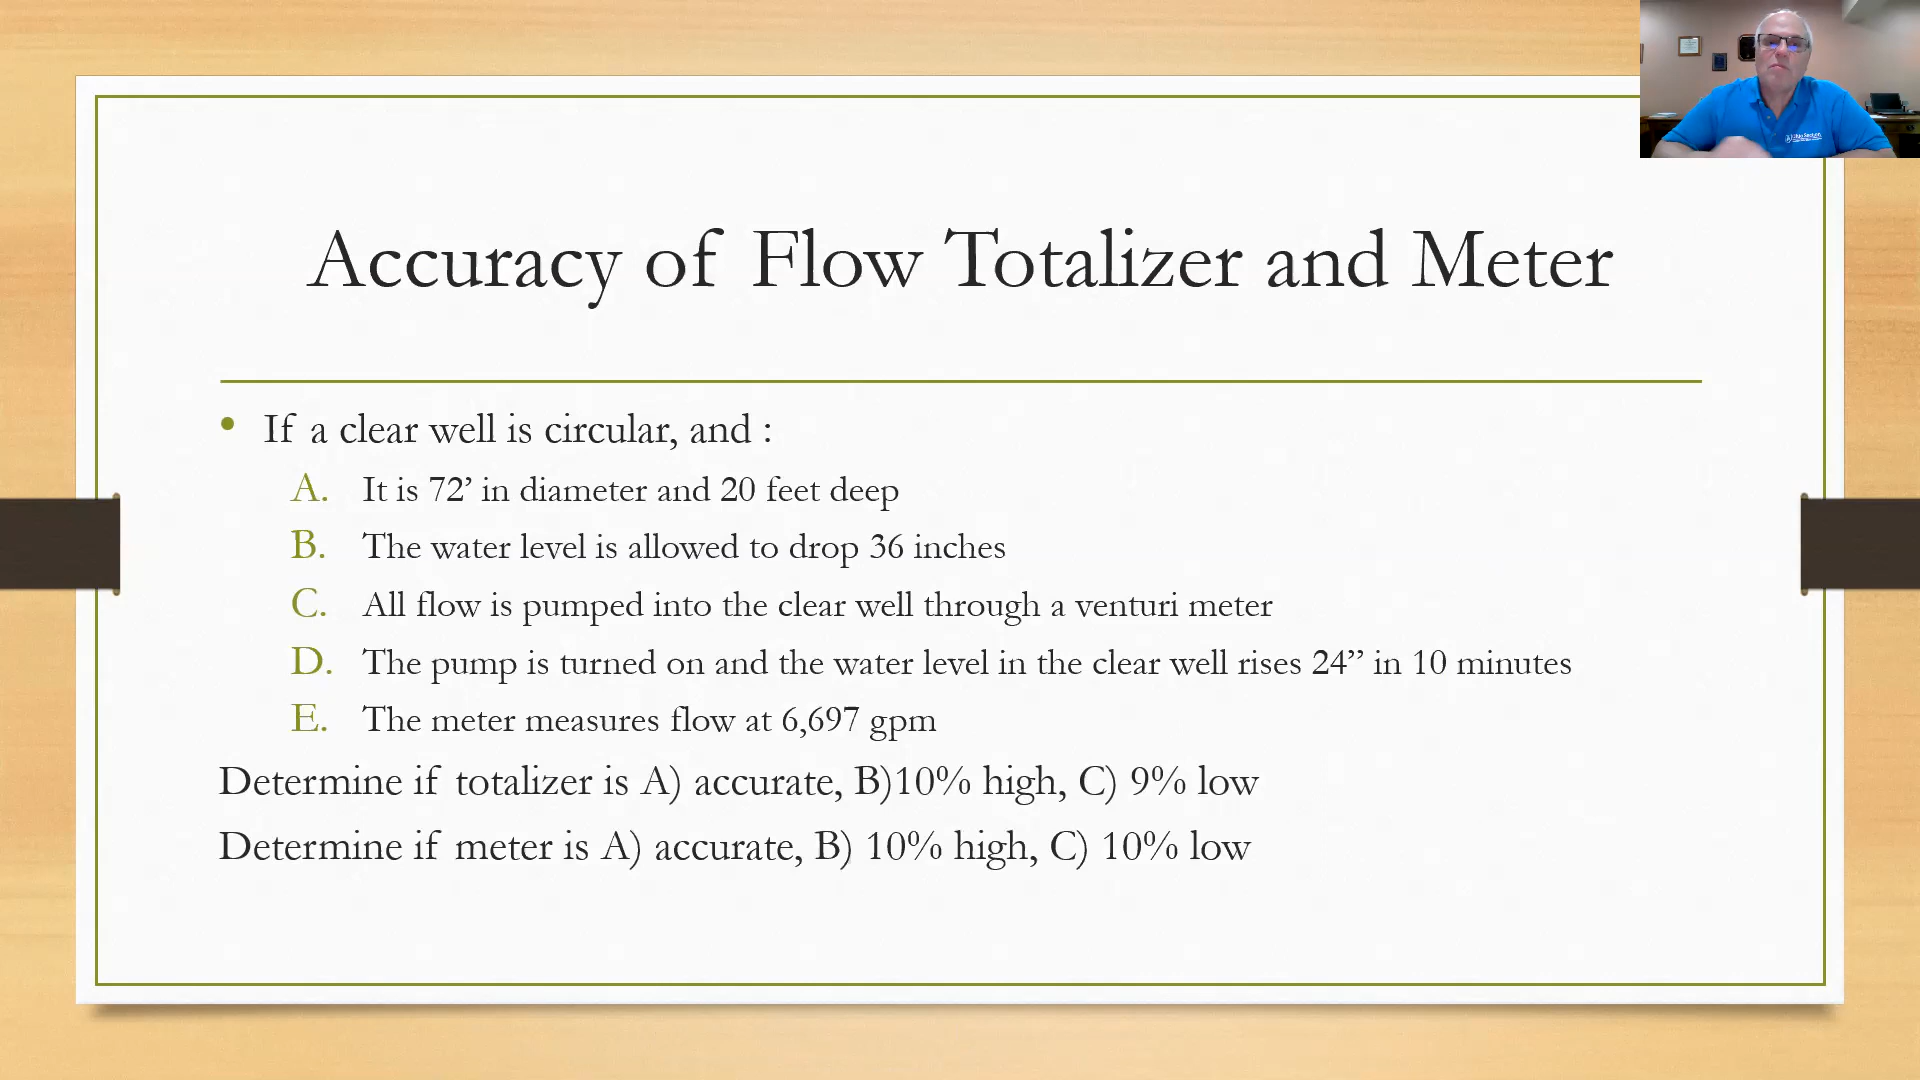 Accuracy of Flow Totalizer and Meter
• If a clear well is circular, and :
A. It is 72’ in diameter and 20 feet deep
B. The water level is allowed to drop 36 inches
C. All flow is pumped into the clear well through a venturi meter
D. The pump is turned on and the water level in the clear well rises 24” in 10 minutes
E. The meter measures flow at 6,697 gpm
Determine if totalizer is A) accurate, B)10% high, C) 9% low
Determine if meter is A) accurate, B) 10% high, C) 10% low